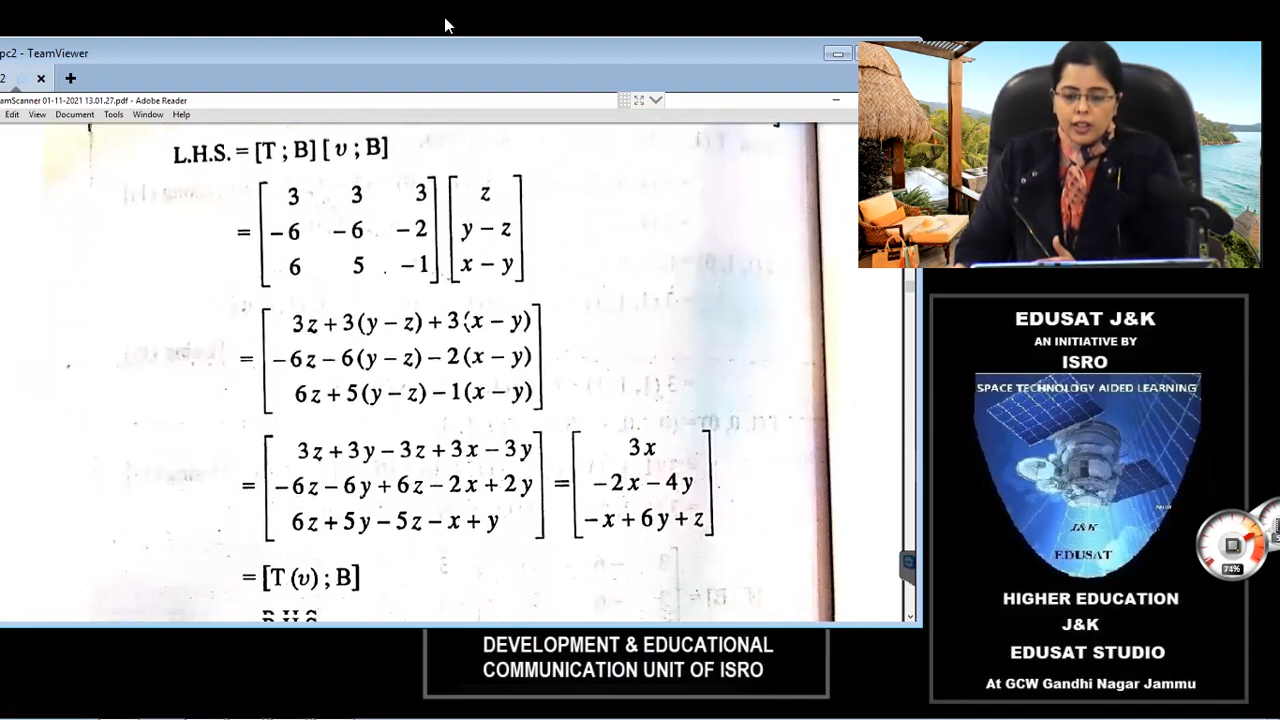 pc2 - TeamViewer
2
amScanner 01-11-2021 13.01.27.pdf - Adobe Reader
Edit View Document Tools Window Help
L.H.S. = [T ; B] [ υ ; B]
= [ 3 3 3 ] [ z ]
[ -6 -6 -2 ] [ y - z ]
[ 6 5 -1 ] [ x - y ]
= [ 3z + 3(y - z) + 3(x - y) ]
[ -6z - 6(y - z) - 2(x - y) ]
[ 6z + 5(y - z) - 1(x - y) ]
= [ 3z + 3y - 3z + 3x - 3y ] = [ 3x ]
[ -6z - 6y + 6z - 2x + 2y ] [ -2x - 4y ]
[ 6z + 5y - 5z - x + y ] [ -x + 6y + z ]
= [T (υ) ; B]
R.H.S.
EDUSAT J&K
AN INITIATIVE BY
ISRO
SPACE TECHNOLOGY AIDED LEARNING
J&K
EDUSAT
74%
HIGHER EDUCATION
J&K
EDUSAT STUDIO
At GCW Gandhi Nagar Jammu
DEVELOPMENT & EDUCATIONAL
COMMUNICATION UNIT OF ISRO